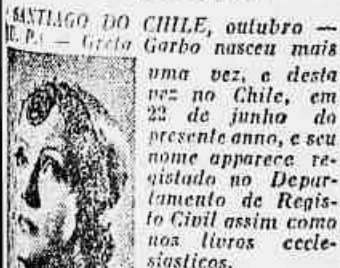 SANTIAGO DO CHILE, outubro —
(U. P.) — Greta Garbo nasceu mais
uma vez, e desta
vez no Chile, em
22 de junho do
presente anno, e seu
nome apparece re-
gistado no Depar-
tamento de Regis-
to Civil assim como
nos livros eccle-
siasticos.